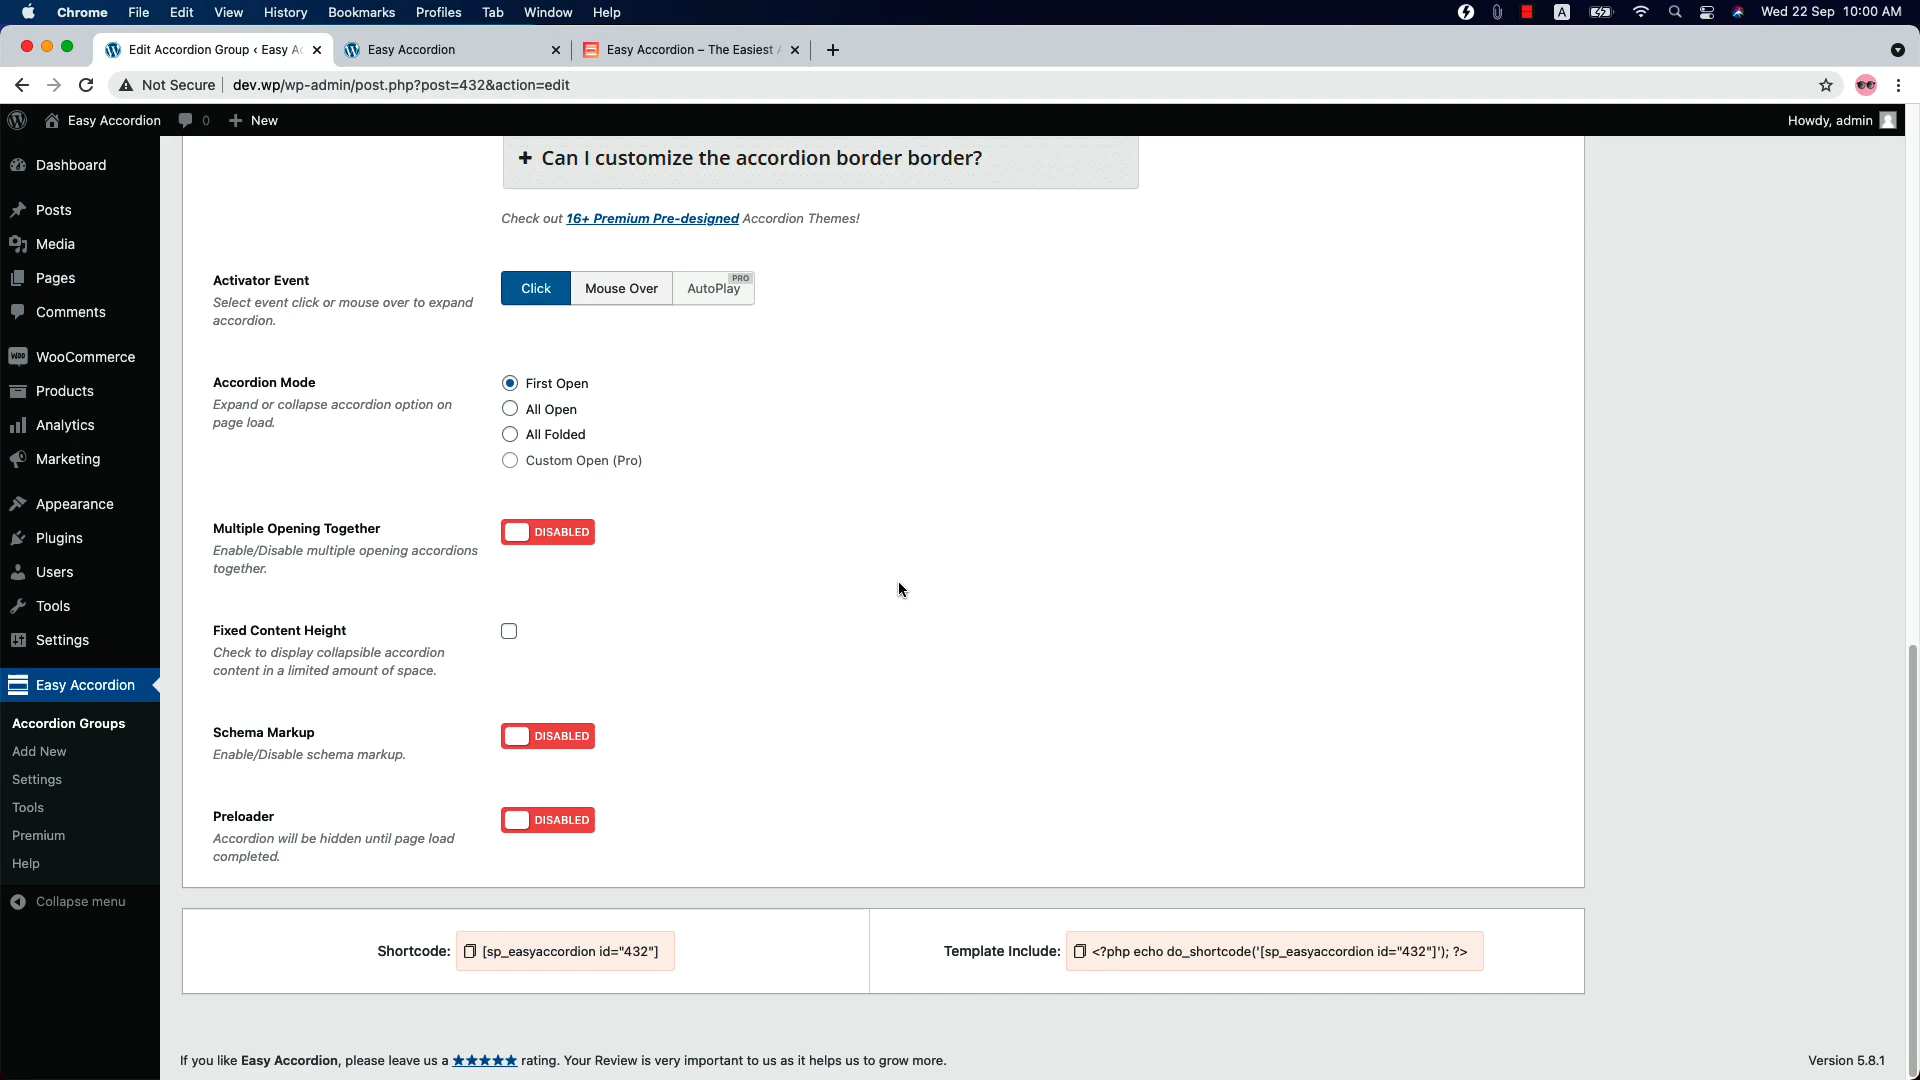 Chrome File Edit View History Bookmarks Profiles Tab Window Help A Wed 22 Sep 10:00 AM
Edit Accordion Group ‹ Easy Ac Easy Accordion Easy Accordion – The Easiest A
Not Secure dev.wp/wp-admin/post.php?post=432&action=edit
Easy Accordion 0 New Howdy, admin
Dashboard
Posts
Media
Pages
Comments
WooCommerce
Products
Analytics
Marketing
Appearance
Plugins
Users
Tools
Settings
Easy Accordion
Accordion Groups
Add New
Settings
Tools
Premium
Help
Collapse menu
+ Can I customize the accordion border border?
Check out 16+ Premium Pre-designed Accordion Themes!
Activator Event
Select event click or mouse over to expand
accordion.
Click Mouse Over AutoPlay PRO
Accordion Mode
Expand or collapse accordion option on
page load.
First Open
All Open
All Folded
Custom Open (Pro)
Multiple Opening Together
Enable/Disable multiple opening accordions
together.
DISABLED
Fixed Content Height
Check to display collapsible accordion
content in a limited amount of space.
Schema Markup
Enable/Disable schema markup.
DISABLED
Preloader
Accordion will be hidden until page load
completed.
DISABLED
Shortcode: [sp_easyaccordion id="432"]
Template Include: <?php echo do_shortcode('[sp_easyaccordion id="432"]'); ?>
If you like Easy Accordion, please leave us a ★★★★★ rating. Your Review is very important to us as it helps us to grow more.
Version 5.8.1